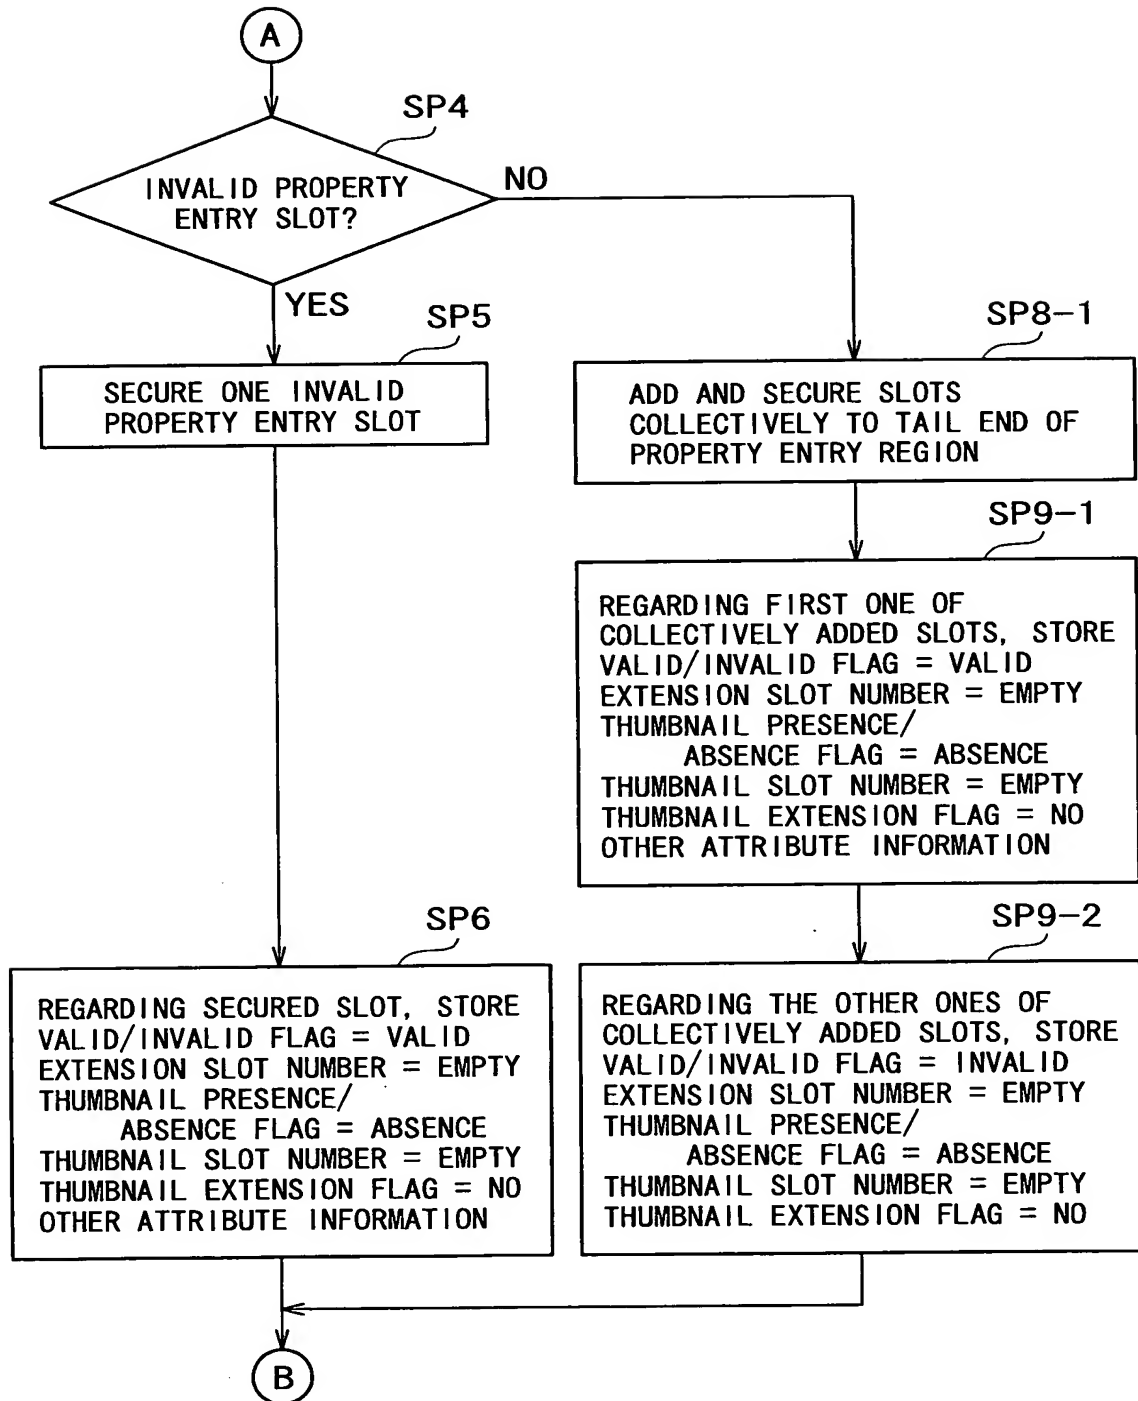 A
SP4
INVALID PROPERTY
ENTRY SLOT?
NO
YES
SP5
SECURE ONE INVALID
PROPERTY ENTRY SLOT
SP8-1
ADD AND SECURE SLOTS
COLLECTIVELY TO TAIL END OF
PROPERTY ENTRY REGION
SP9-1
REGARDING FIRST ONE OF
COLLECTIVELY ADDED SLOTS, STORE
VALID/INVALID FLAG = VALID
EXTENSION SLOT NUMBER = EMPTY
THUMBNAIL PRESENCE/
ABSENCE FLAG = ABSENCE
THUMBNAIL SLOT NUMBER = EMPTY
THUMBNAIL EXTENSION FLAG = NO
OTHER ATTRIBUTE INFORMATION
SP6
REGARDING SECURED SLOT, STORE
VALID/INVALID FLAG = VALID
EXTENSION SLOT NUMBER = EMPTY
THUMBNAIL PRESENCE/
ABSENCE FLAG = ABSENCE
THUMBNAIL SLOT NUMBER = EMPTY
THUMBNAIL EXTENSION FLAG = NO
OTHER ATTRIBUTE INFORMATION
SP9-2
REGARDING THE OTHER ONES OF
COLLECTIVELY ADDED SLOTS, STORE
VALID/INVALID FLAG = INVALID
EXTENSION SLOT NUMBER = EMPTY
THUMBNAIL PRESENCE/
ABSENCE FLAG = ABSENCE
THUMBNAIL SLOT NUMBER = EMPTY
THUMBNAIL EXTENSION FLAG = NO
B